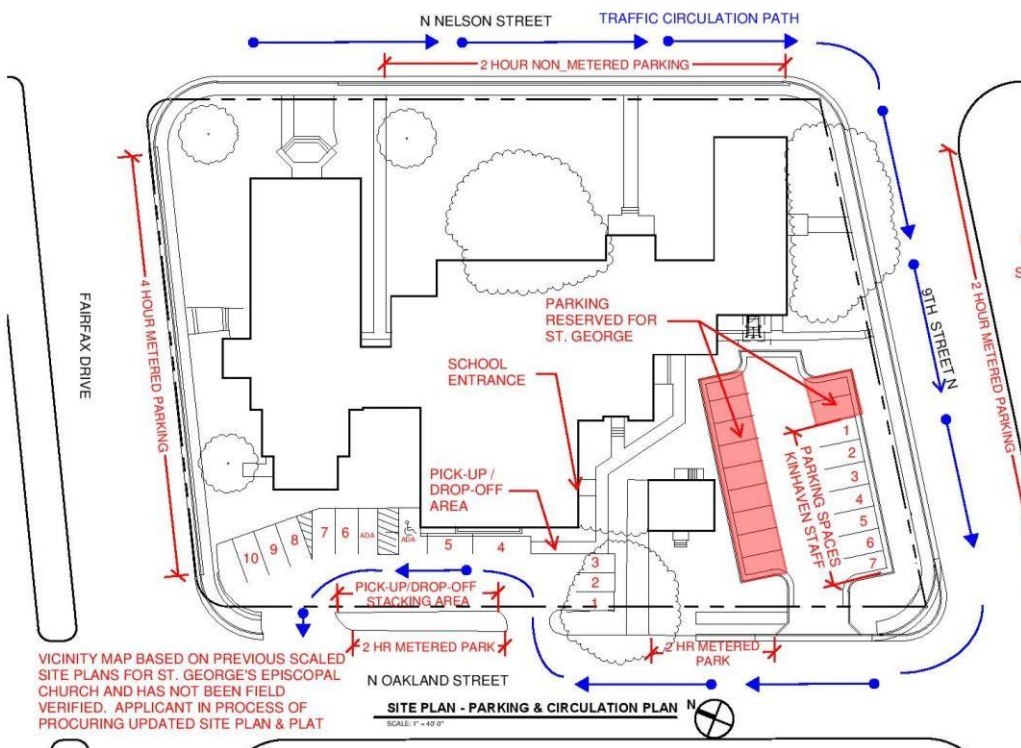 N NELSON STREET
TRAFFIC CIRCULATION PATH
2 HOUR NON_METERED PARKING
4 HOUR METERED PARKING
FAIRFAX DRIVE
PARKING
RESERVED FOR
ST. GEORGE
9TH STREET N
2 HOUR METERED PARKING
S
SCHOOL
ENTRANCE
PICK-UP /
DROP-OFF
AREA
1
2
3
4
5
6
7
PARKING SPACES
KINHAVEN STAFF
10
9
8
7
6
ADA
ADA
5
4
3
2
1
PICK-UP/DROP-OFF
STACKING AREA
2 HR METERED PARK
2 HR METERED
PARK
N OAKLAND STREET
VICINITY MAP BASED ON PREVIOUS SCALED
SITE PLANS FOR ST. GEORGE'S EPISCOPAL
CHURCH AND HAS NOT BEEN FIELD
VERIFIED. APPLICANT IN PROCESS OF
PROCURING UPDATED SITE PLAN & PLAT
SITE PLAN - PARKING & CIRCULATION PLAN
N
SCALE: 1" = 40'0"